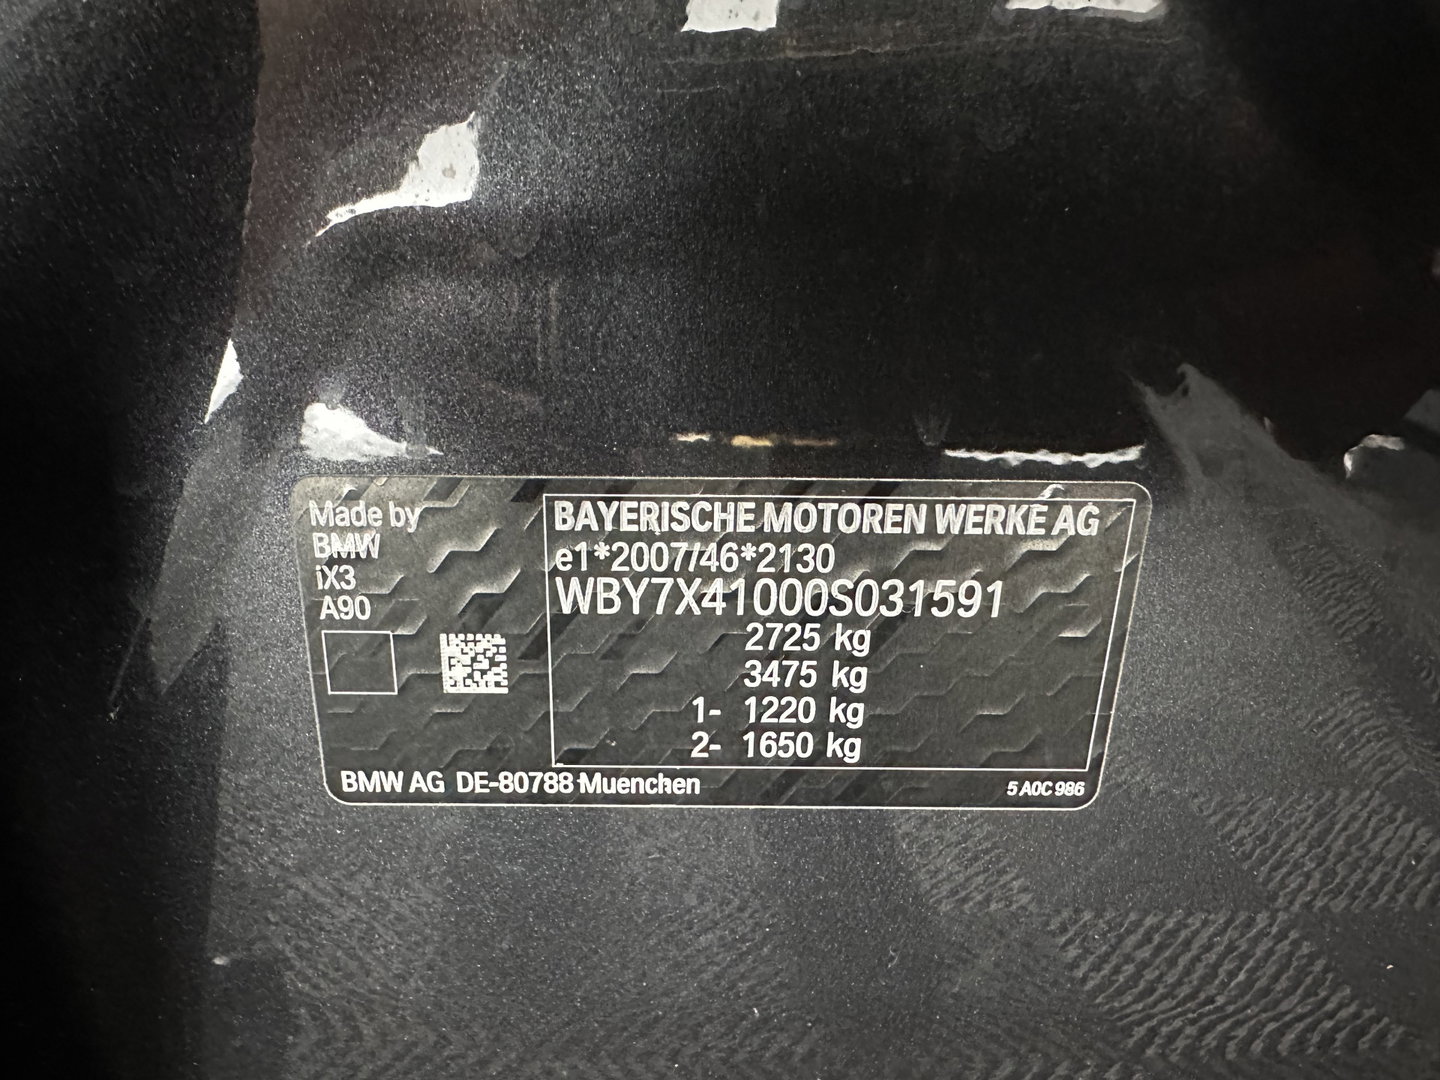 Made by
BMW
iX3
A90
BAYERISCHE MOTOREN WERKE AG
e1*2007/46*2130
WBY7X41000S031591
2725 kg
3475 kg
1- 1220 kg
2- 1650 kg
BMW AG DE-80788 Muenchen
5 A0C 986